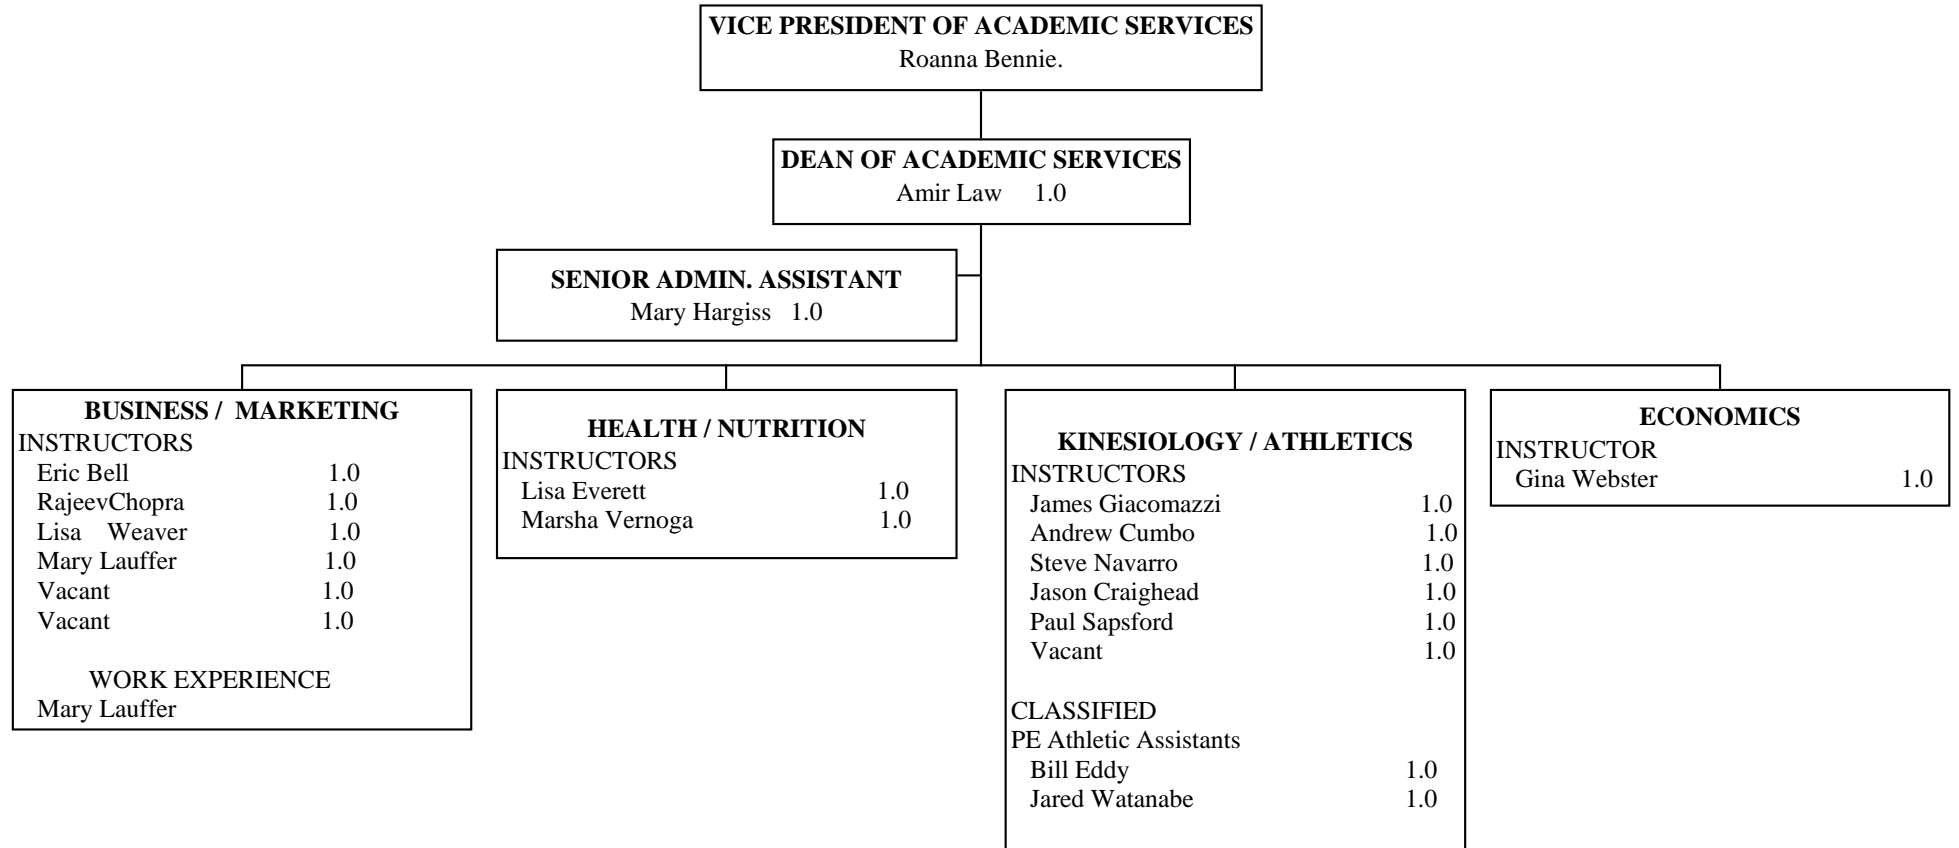 VICE PRESIDENT OF ACADEMIC SERVICES
Roanna Bennie.
DEAN OF ACADEMIC SERVICES
Amir Law 1.0
SENIOR ADMIN. ASSISTANT
Mary Hargiss 1.0
BUSINESS / MARKETING
INSTRUCTORS
Eric Bell 1.0
RajeevChopra 1.0
Lisa Weaver 1.0
Mary Lauffer 1.0
Vacant 1.0
Vacant 1.0
WORK EXPERIENCE
Mary Lauffer
HEALTH / NUTRITION
INSTRUCTORS
Lisa Everett 1.0
Marsha Vernoga 1.0
KINESIOLOGY / ATHLETICS
INSTRUCTORS
James Giacomazzi 1.0
Andrew Cumbo 1.0
Steve Navarro 1.0
Jason Craighead 1.0
Paul Sapsford 1.0
Vacant 1.0
CLASSIFIED
PE Athletic Assistants
Bill Eddy 1.0
Jared Watanabe 1.0
ECONOMICS
INSTRUCTOR
Gina Webster 1.0